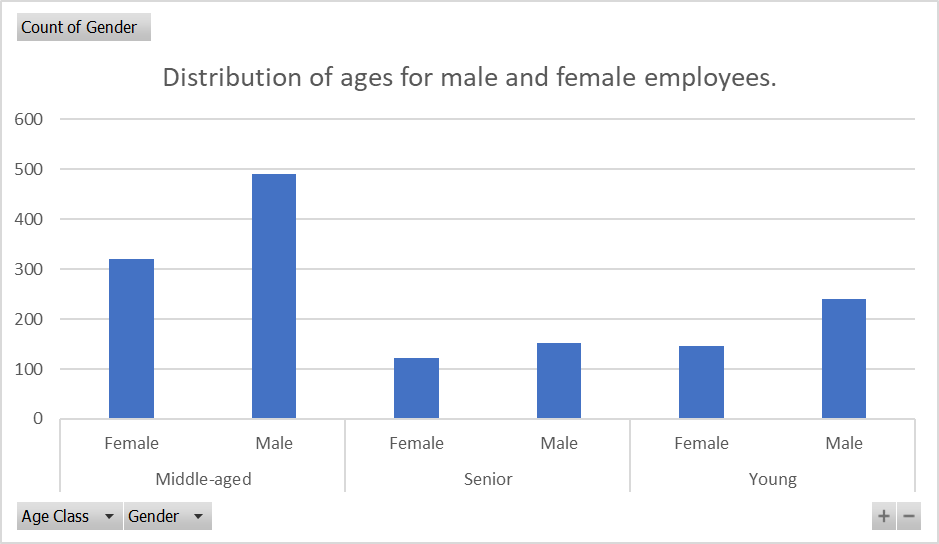 Count of Gender
Distribution of ages for male and female employees.
600
500
400
300
200
100
0
Female Male Female Male Female Male
Middle-aged Senior Young
Age Class Gender + −